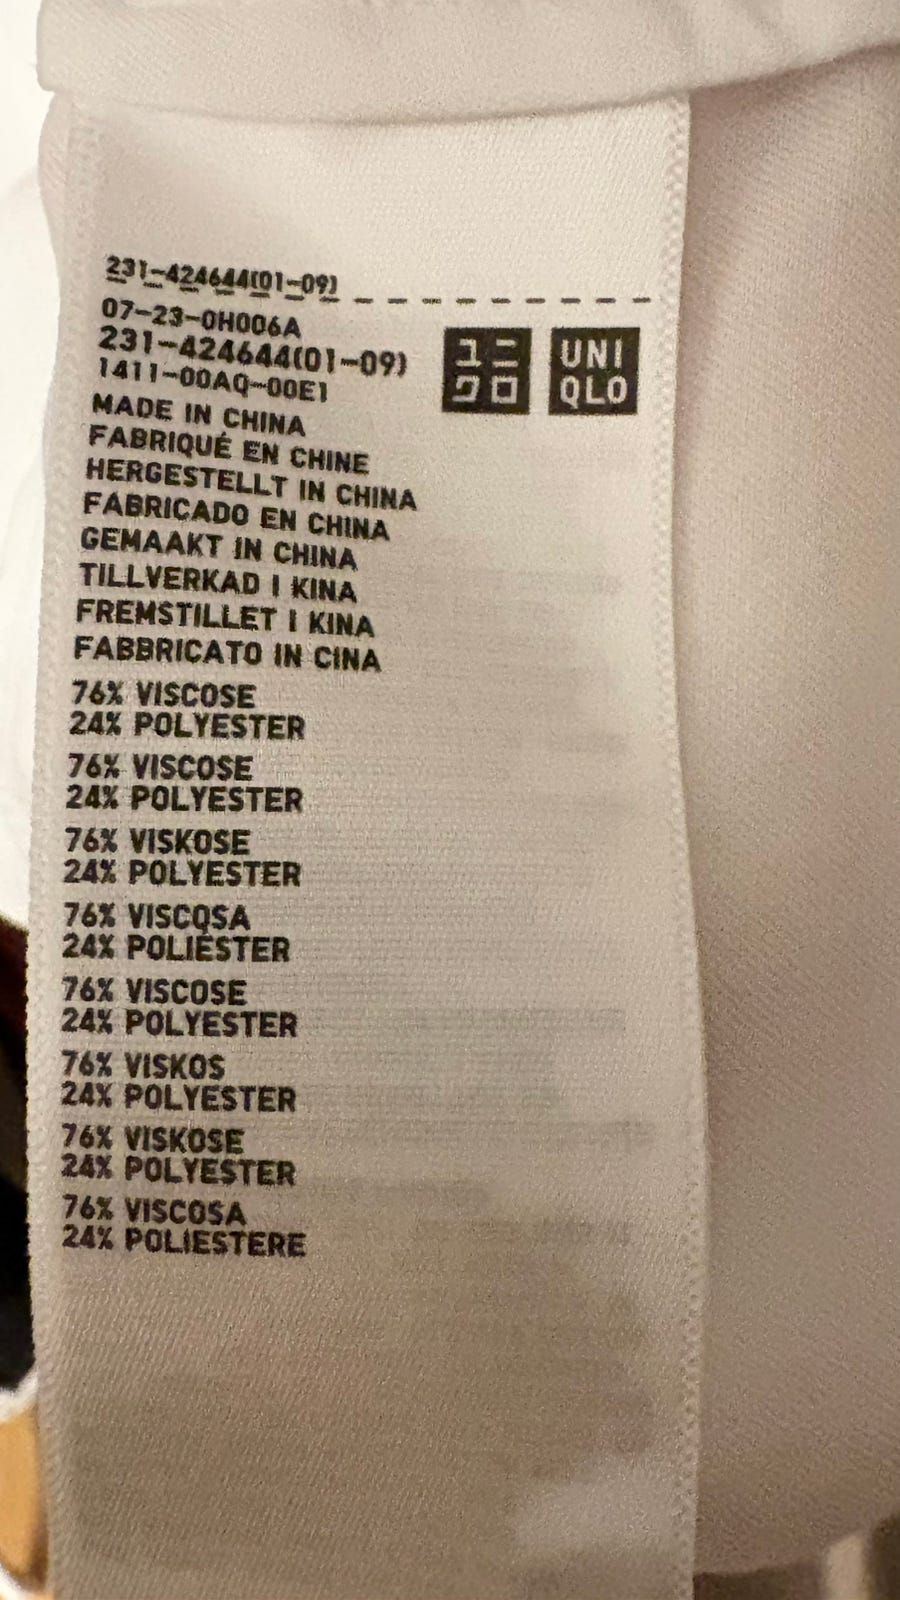 231-424644(01-09)
07-23-0H006A
231-424644(01-09)
1411-00AQ-00E1
ユニ
クロ
UNI
QLO
MADE IN CHINA
FABRIQUÉ EN CHINE
HERGESTELLT IN CHINA
FABRICADO EN CHINA
GEMAAKT IN CHINA
TILLVERKAD I KINA
FREMSTILLET I KINA
FABBRICATO IN CINA
76% VISCOSE
24% POLYESTER
76% VISCOSE
24% POLYESTER
76% VISKOSE
24% POLYESTER
76% VISCOSA
24% POLIÉSTER
76% VISCOSE
24% POLYESTER
76% VISKOS
24% POLYESTER
76% VISKOSE
24% POLYESTER
76% VISCOSA
24% POLIESTERE